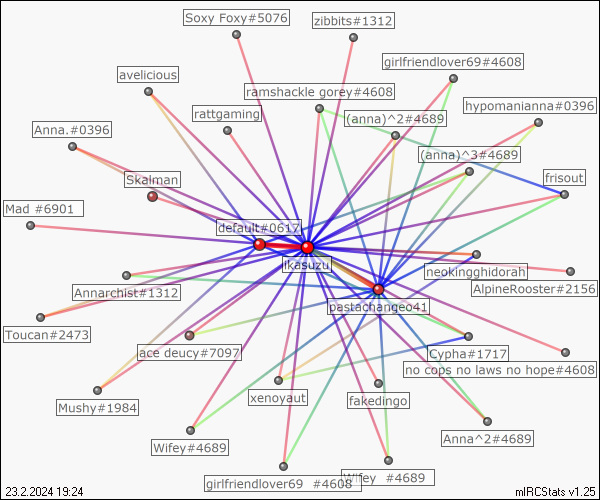 Soxy Foxy#5076
zibbits#1312
girlfriendlover69#4608
avelicious
ramshackle gorey#4608
hypomanianna#0396
rattgaming
(anna)^2#4689
Anna.#0396
(anna)^3#4689
Skalman
frisout
Mad #6901
default#0617
ikasuzu
neokingghidorah
Annarchist#1312
AlpineRooster#2156
pastachangeo41
Toucan#2473
ace deucy#7097
Cypha#1717
no cops no laws no hope#4608
xenoyaut
fakedingo
Mushy#1984
Anna^2#4689
Wifey#4689
girlfriendlover69 #4608
Wifey #4689
23.2.2024 19:24
mIRCStats v1.25